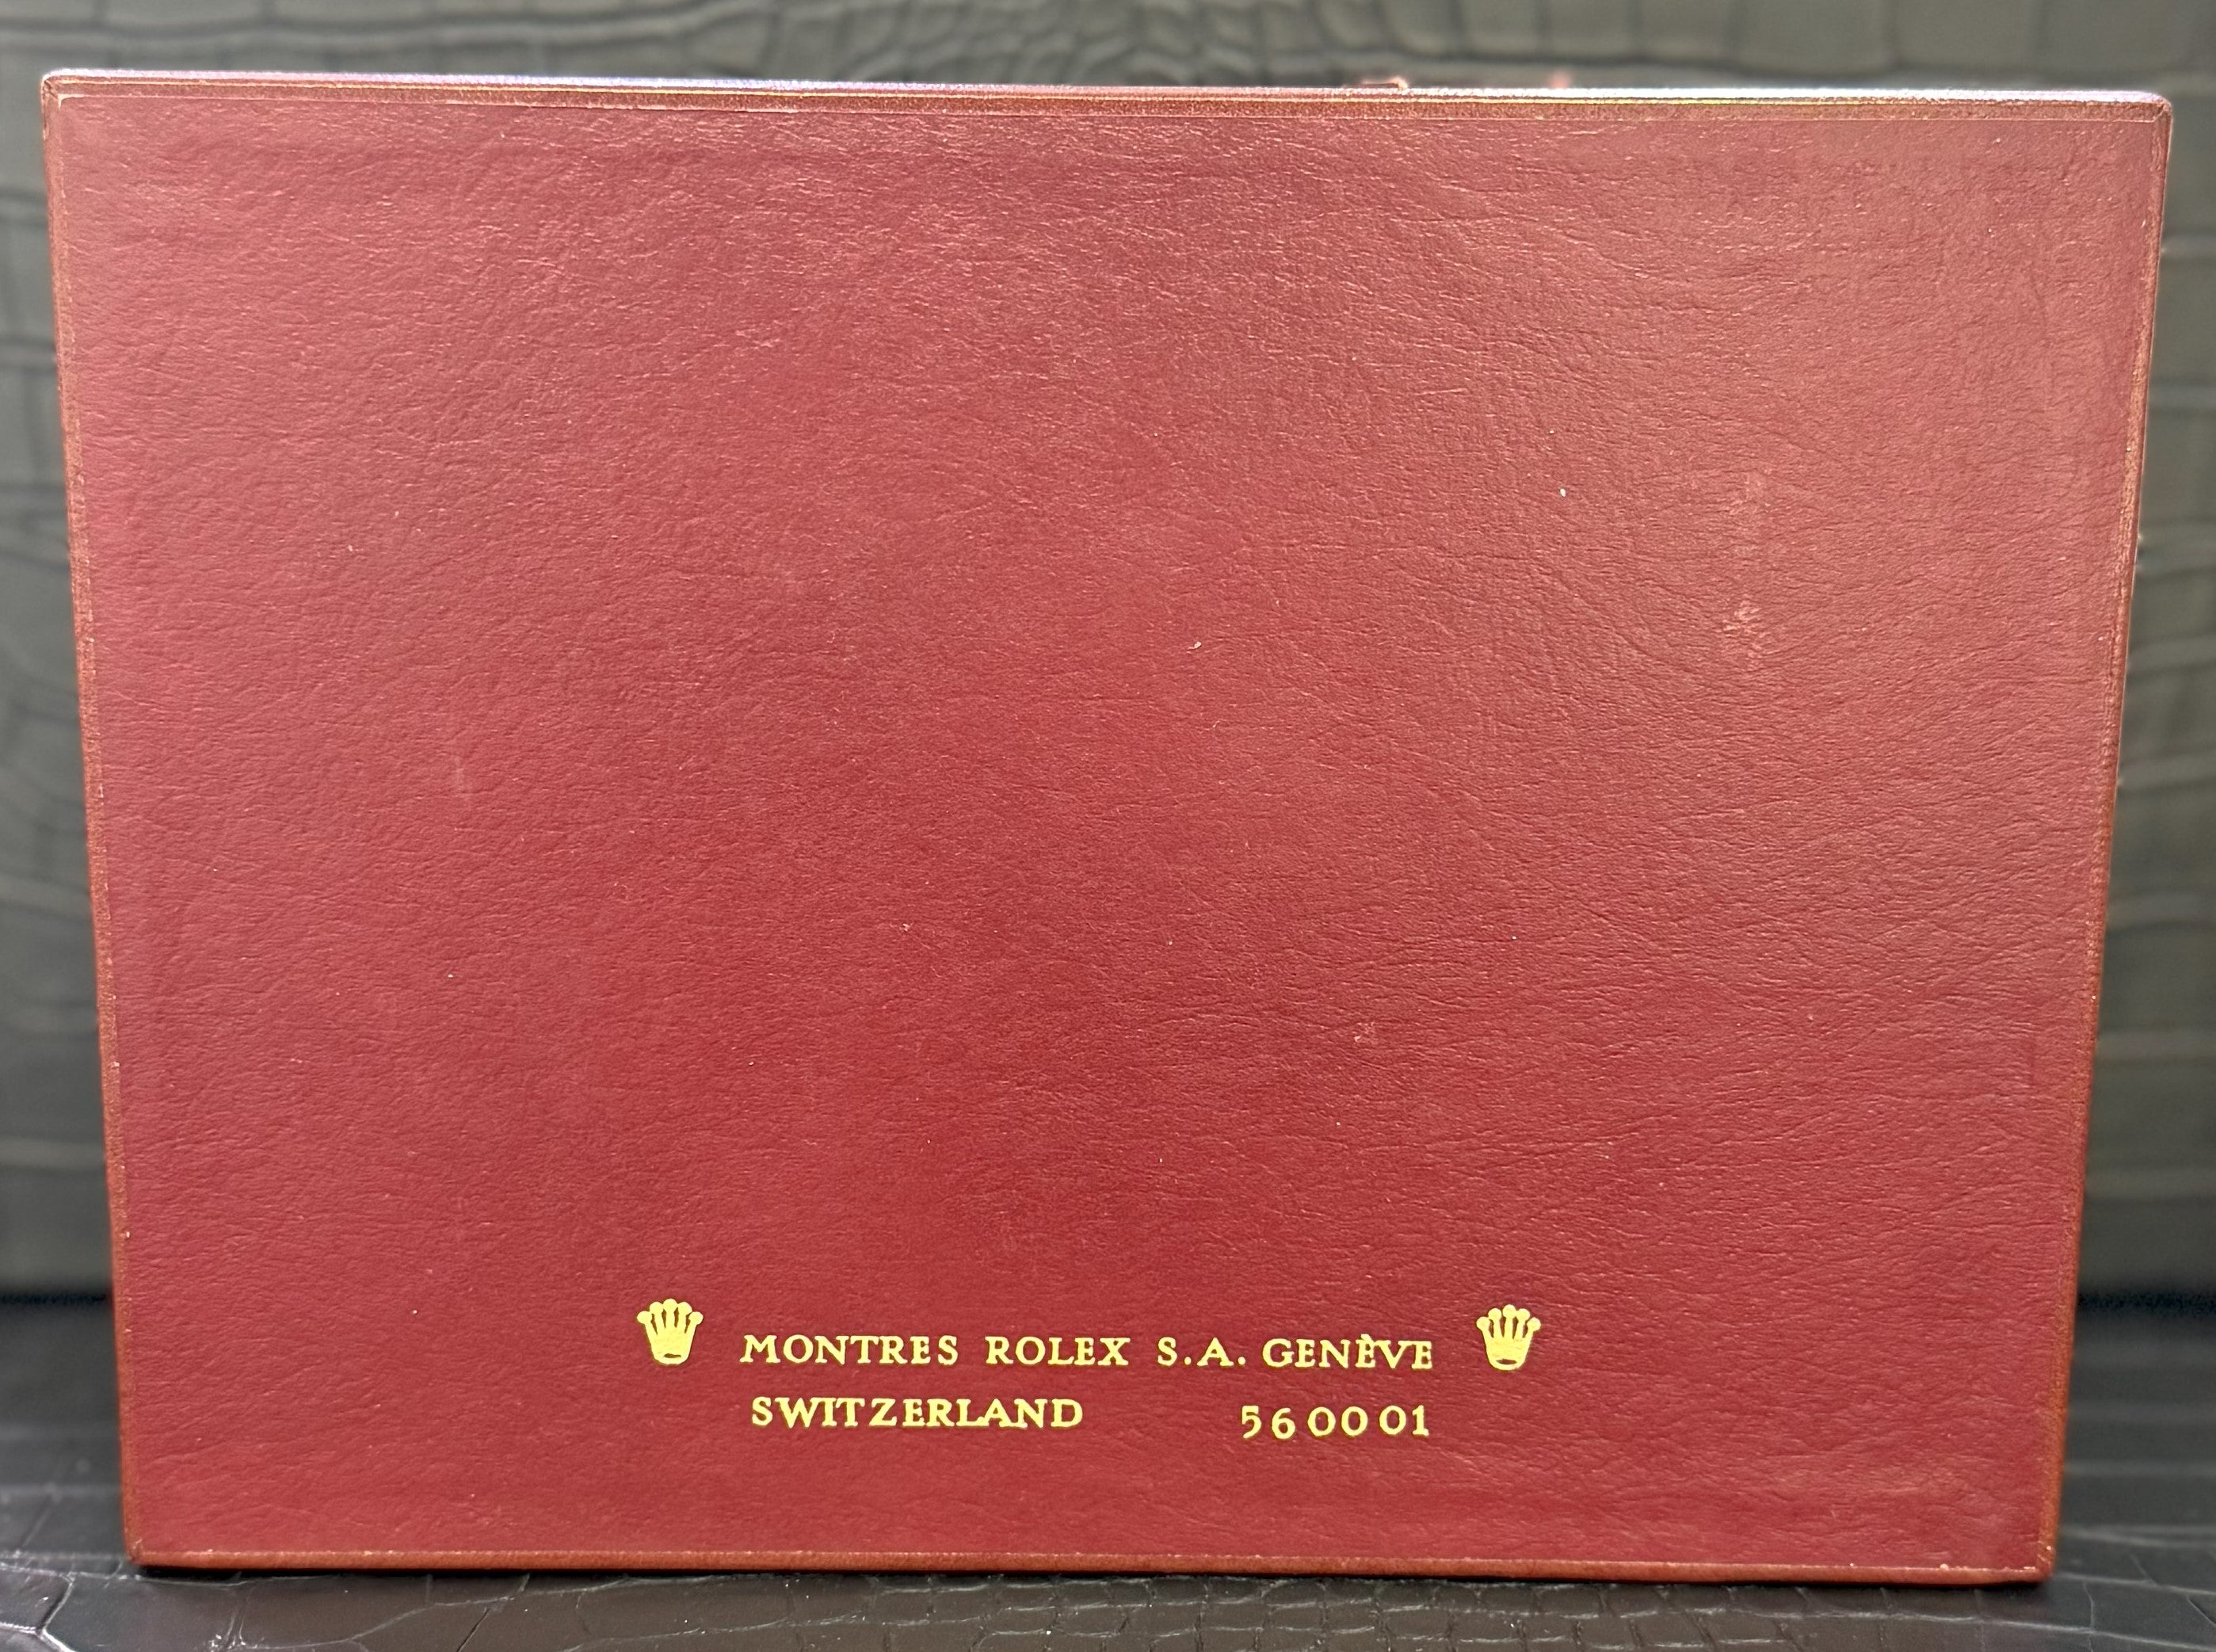 MONTRES ROLEX S.A. GENÈVE
SWITZERLAND 560001